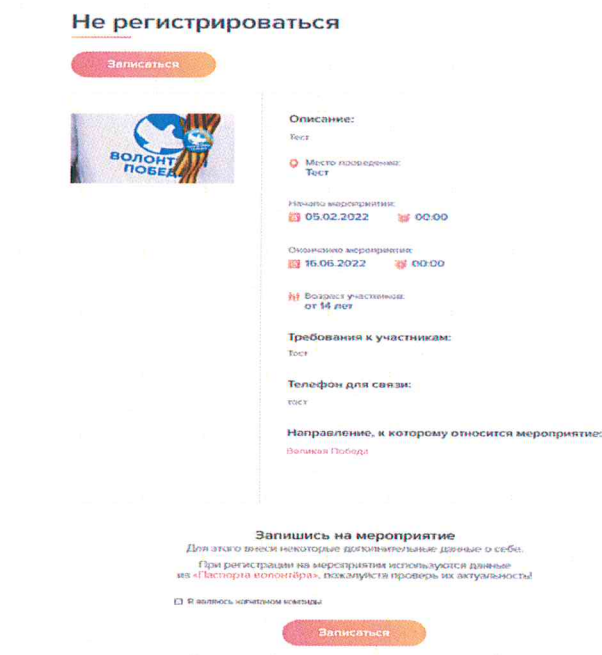 Не регистрироваться
Записаться
ВОЛОНТ
ПОБЕД
Описание:
Тест
Место проведения:
Тест
Начало мероприятия:
05.02.2022 00:00
Окончание мероприятия:
16.06.2022 00:00
Возраст участников:
от 14 лет
Требования к участникам:
Тест
Телефон для связи:
тест
Направление, к которому относится мероприятие:
Великая Победа
Запишись на мероприятие
Для этого внеси некоторые дополнительные данные о себе.
При регистрации на мероприятия используются данные
из «Паспорта волонтёра», пожалуйста проверь их актуальность!
Я являюсь капитаном команды
Записаться